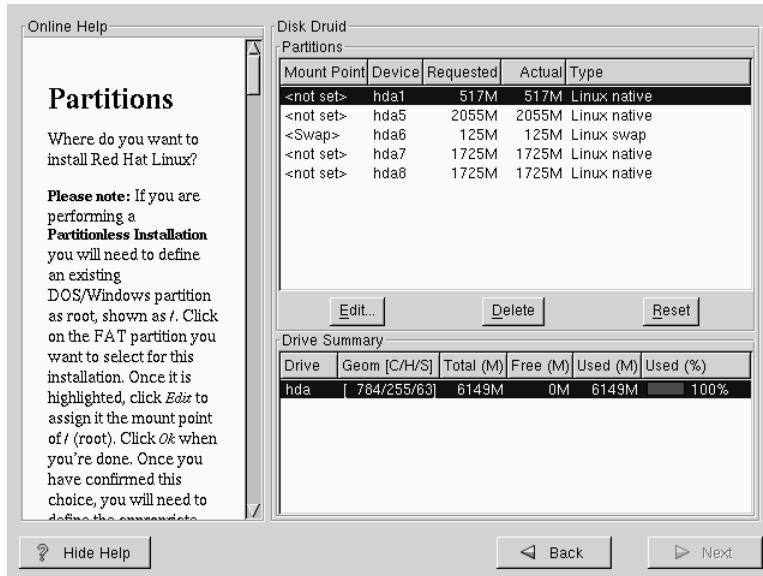 Online Help
Partitions
Where do you want to
install Red Hat Linux?
Please note: If you are
performing a
Partitionless Installation
you will need to define
an existing
DOS/Windows partition
as root, shown as /. Click
on the FAT partition you
want to select for this
installation. Once it is
highlighted, click Edit to
assign it the mount point
of / (root). Click Ok when
you're done. Once you
have confirmed this
choice, you will need to
define the appropriate
Disk Druid
Partitions
Mount Point Device Requested Actual Type
<not set> hda1 517M 517M Linux native
<not set> hda5 2055M 2055M Linux native
<Swap> hda6 125M 125M Linux swap
<not set> hda7 1725M 1725M Linux native
<not set> hda8 1725M 1725M Linux native
Edit... Delete Reset
Drive Summary
Drive Geom [C/H/S] Total (M) Free (M) Used (M) Used (%)
hda [ 784/255/63] 6149M 0M 6149M 100%
? Hide Help Back Next